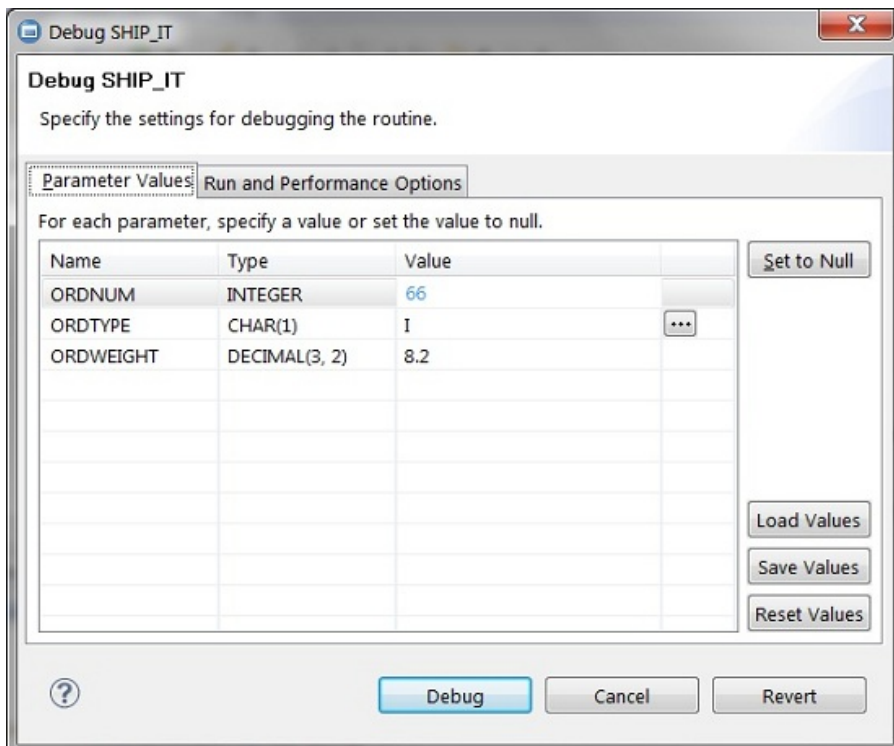 Debug SHIP_IT
X
Debug SHIP_IT
Specify the settings for debugging the routine.
Parameter Values Run and Performance Options
For each parameter, specify a value or set the value to null.
Name Type Value
Set to Null
ORDNUM INTEGER 66
ORDTYPE CHAR(1) I ...
ORDWEIGHT DECIMAL(3, 2) 8.2
Load Values
Save Values
Reset Values
? Debug Cancel Revert